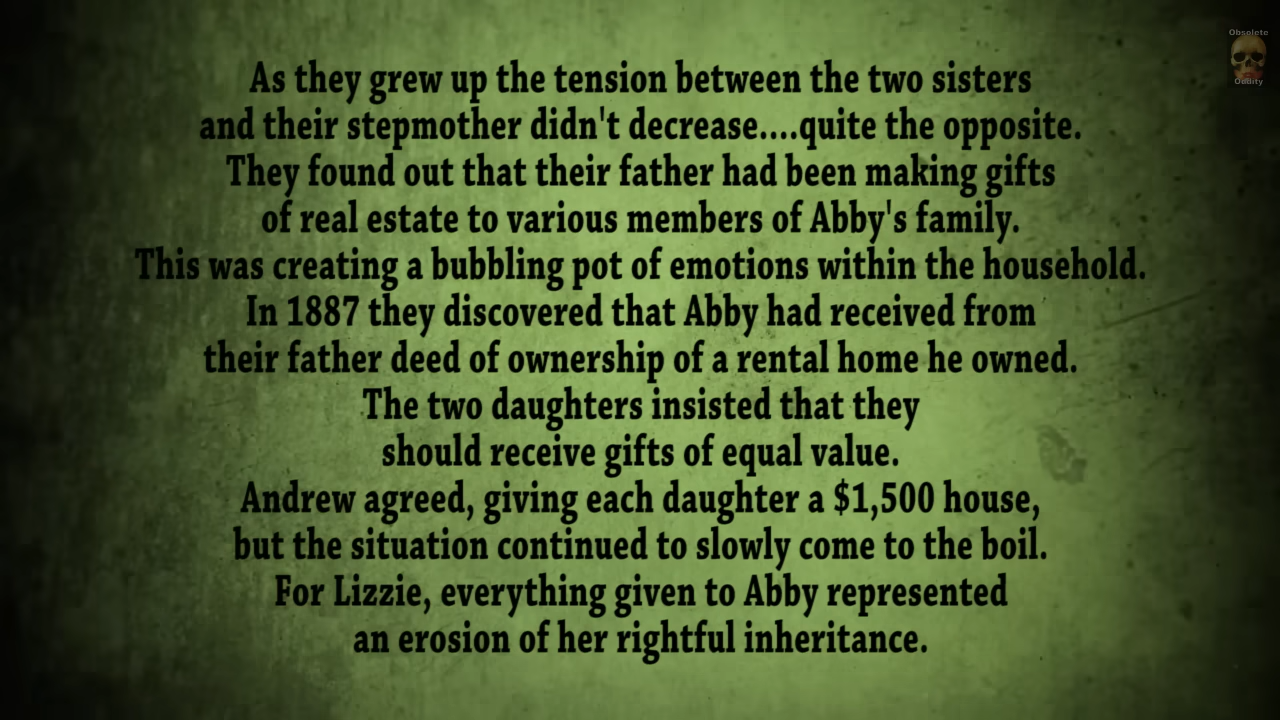 Obsolete
Oddity
As they grew up the tension between the two sisters
and their stepmother didn't decrease....quite the opposite.
They found out that their father had been making gifts
of real estate to various members of Abby's family.
This was creating a bubbling pot of emotions within the household.
In 1887 they discovered that Abby had received from
their father deed of ownership of a rental home he owned.
The two daughters insisted that they
should receive gifts of equal value.
Andrew agreed, giving each daughter a $1,500 house,
but the situation continued to slowly come to the boil.
For Lizzie, everything given to Abby represented
an erosion of her rightful inheritance.